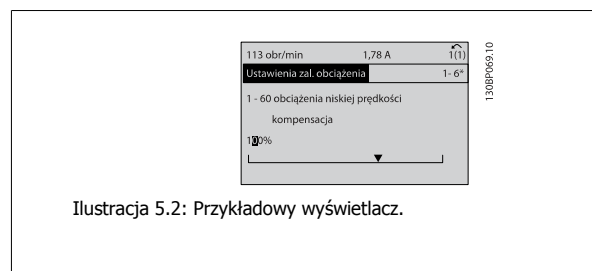 113 obr/min 1,78 A 1(1)
Ustawienia zal. obciążenia 1- 6*
1 - 60 obciążenia niskiej prędkości
kompensacja
100%
130BP069.10
Ilustracja 5.2: Przykładowy wyświetlacz.